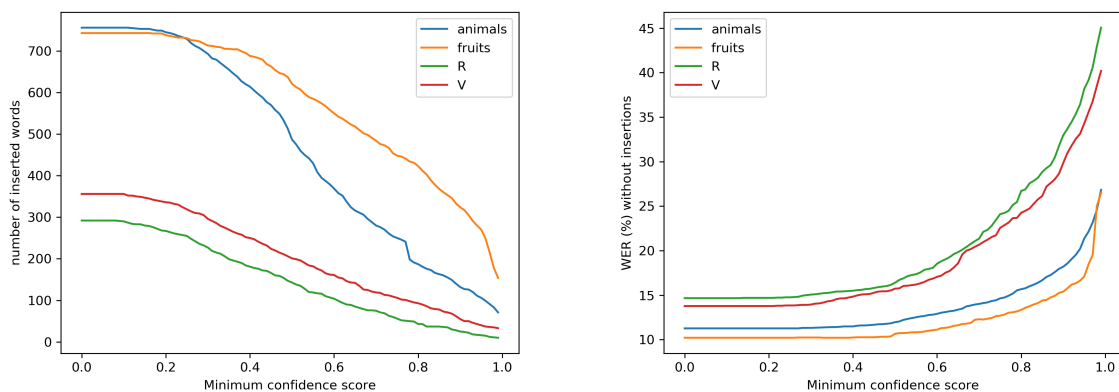 number of inserted words
700
600
500
400
300
200
100
0
0.0 0.2 0.4 0.6 0.8 1.0
Minimum confidence score
animals
fruits
R
V
WER (%) without insertions
45
40
35
30
25
20
15
10
0.0 0.2 0.4 0.6 0.8 1.0
Minimum confidence score
animals
fruits
R
V